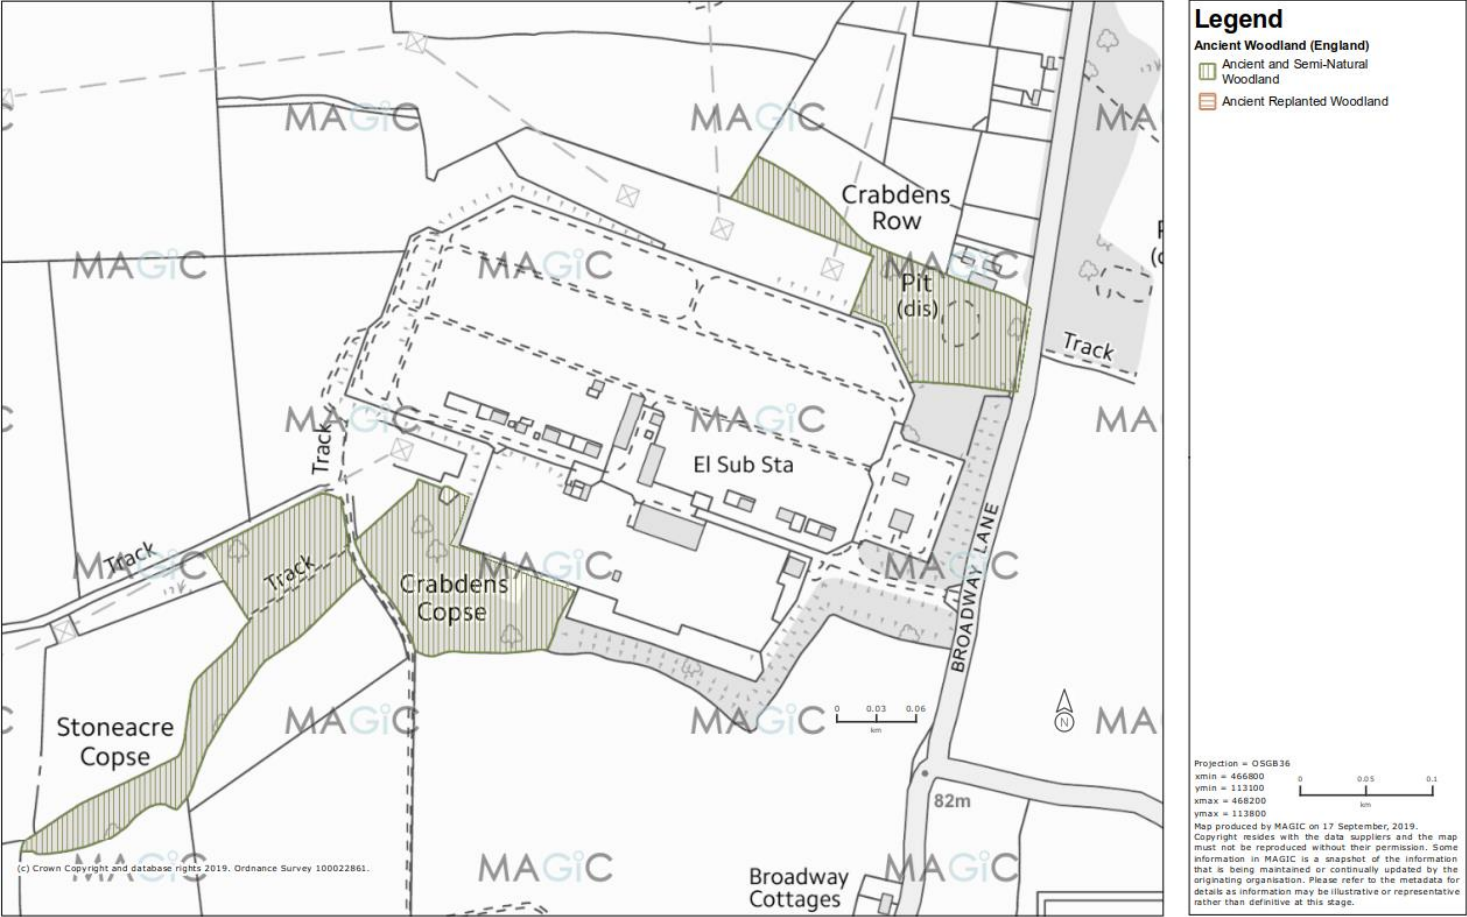 Legend
Ancient Woodland (England)
Ancient and Semi-Natural
Woodland
Ancient Replanted Woodland
MAGiC
MAGiC
MA
Crabdens
Row
MAGiC
MAGiC
MAGiC
Pit
(dis)
Track
MAGiC
MAGiC
MA
Track
El Sub Sta
BROADWAY LANE
MAGiC
Track
Track
MAGiC
MAGiC
Crabdens
Copse
MAGiC
MAGiC
MA
Stoneacre
Copse
0 0.03 0.06
km
N
82m
MAGiC
MAGiC
MAGiC
(c) Crown Copyright and database rights 2019. Ordnance Survey 100022861.
Broadway
Cottages
Projection = OSGB36
xmin = 466800
ymin = 113100
xmax = 468200
ymax = 113800
0 0.05 0.1
km
Map produced by MAGIC on 17 September, 2019.
Copyright resides with the data suppliers and the map
must not be reproduced without their permission. Some
information in MAGIC is a snapshot of the information
that is being maintained or continually updated by the
originating organisation. Please refer to the metadata for
details as information may be illustrative or representative
rather than definitive at this stage.